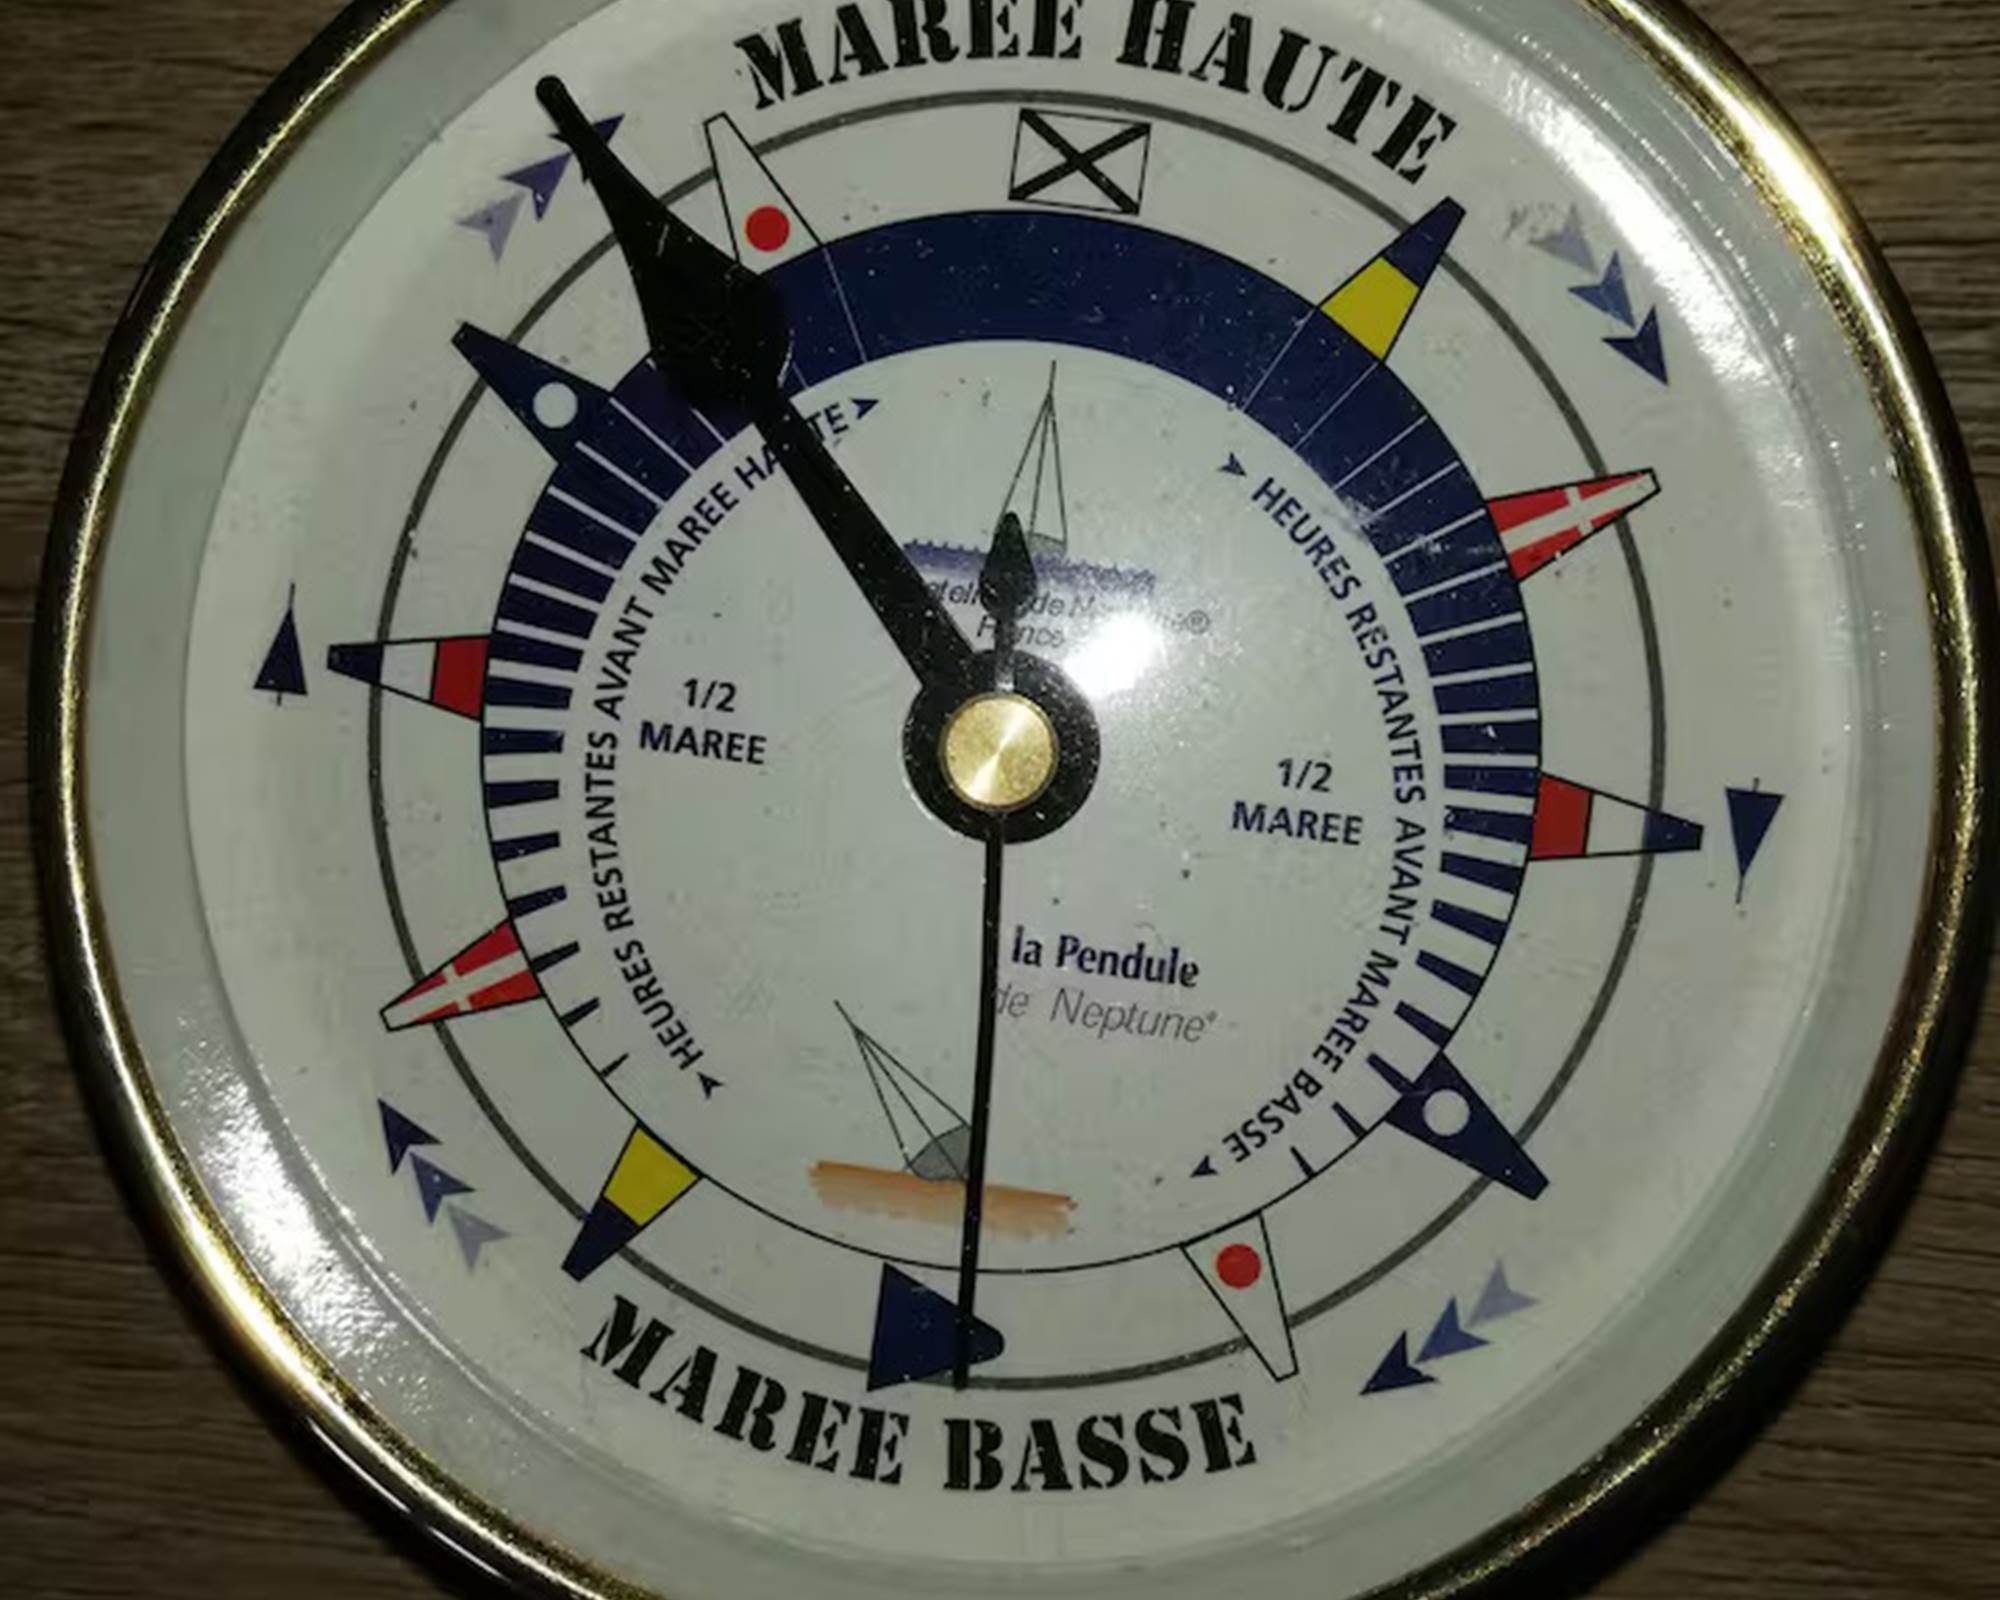 MAREE HAUTE
HEURES RESTANTES AVANT MAREE HAUTE
HEURES RESTANTES AVANT MAREE BASSE
de
1/2
MAREE
1/2
MAREE
la Pendule
de Neptune®
MAREE BASSE